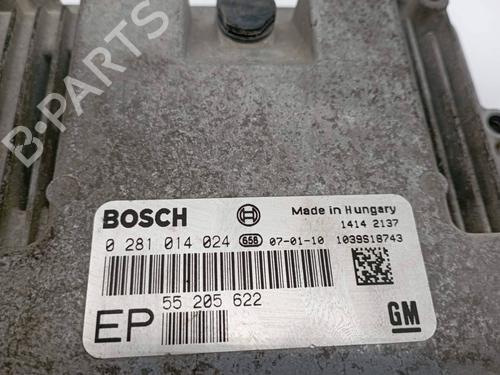 B-PARTS
BOSCH
Made in Hungary
1414 2137
0 281 014 024 658 07-01-10 1039S18743
55 205 622
EP
GM